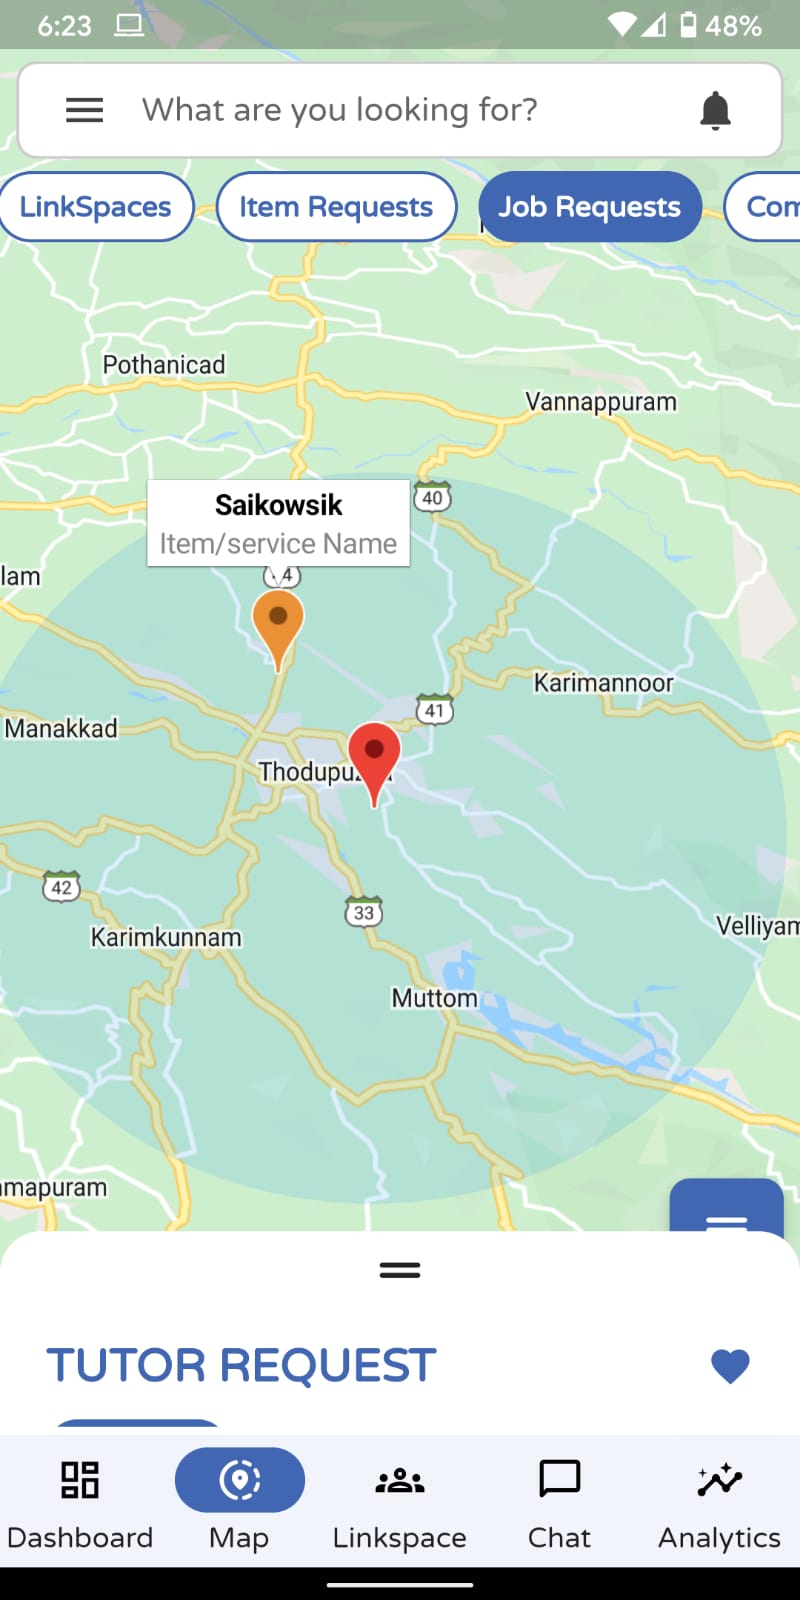 6:23
48%
What are you looking for?
LinkSpaces
Item Requests
Job Requests
Pothanicad
Vannappuram
40
Saikowsik
Item/service Name
Karimannoor
41
Manakkad
42
33
Karimkunnam
Muttom
TUTOR REQUEST
Dashboard
Map
Linkspace
Chat
Analytics